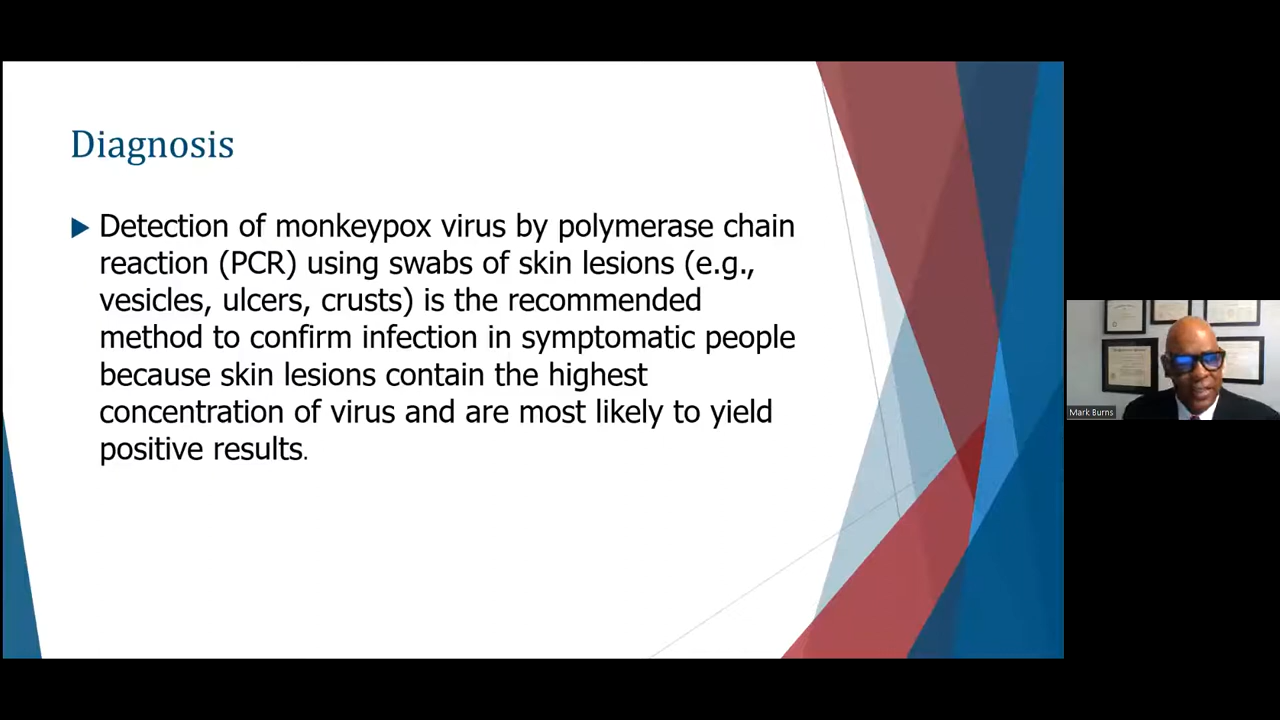 Diagnosis
Detection of monkeypox virus by polymerase chain
reaction (PCR) using swabs of skin lesions (e.g.,
vesicles, ulcers, crusts) is the recommended
method to confirm infection in symptomatic people
because skin lesions contain the highest
concentration of virus and are most likely to yield
positive results.
Mark Burns